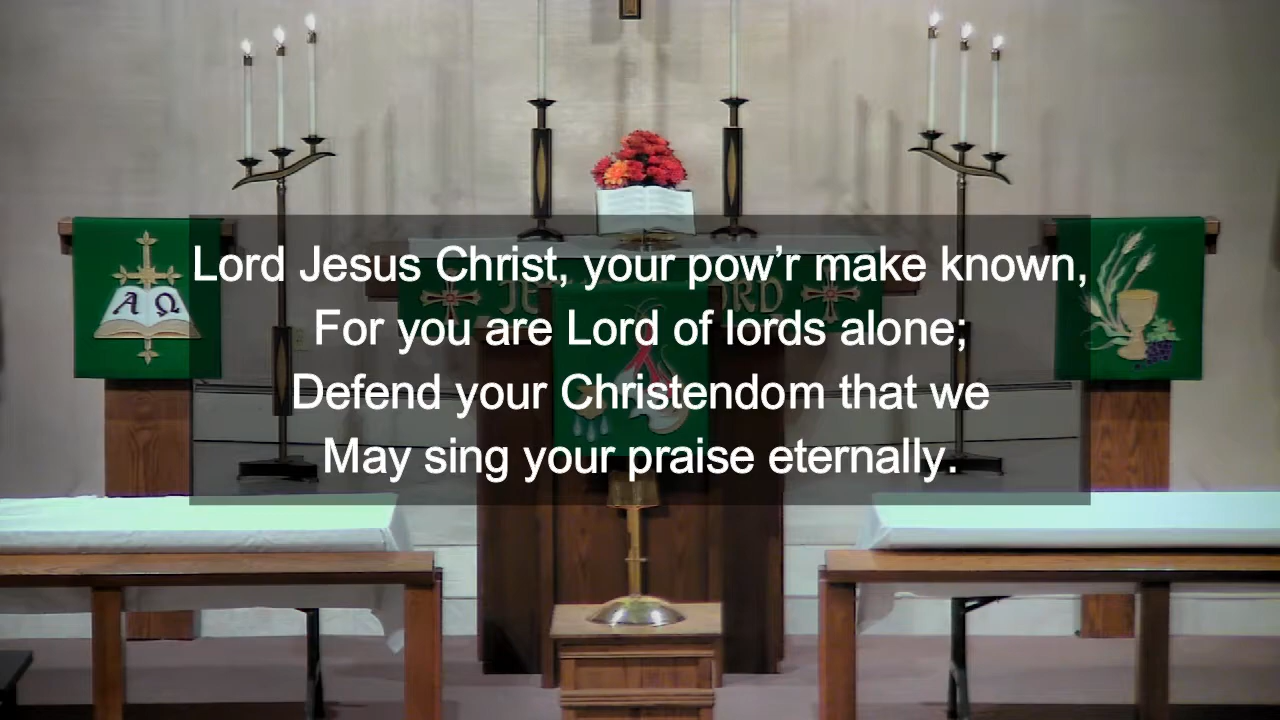 Lord Jesus Christ, your pow’r make known,
For you are Lord of lords alone;
Defend your Christendom that we
May sing your praise eternally.
Α Ω